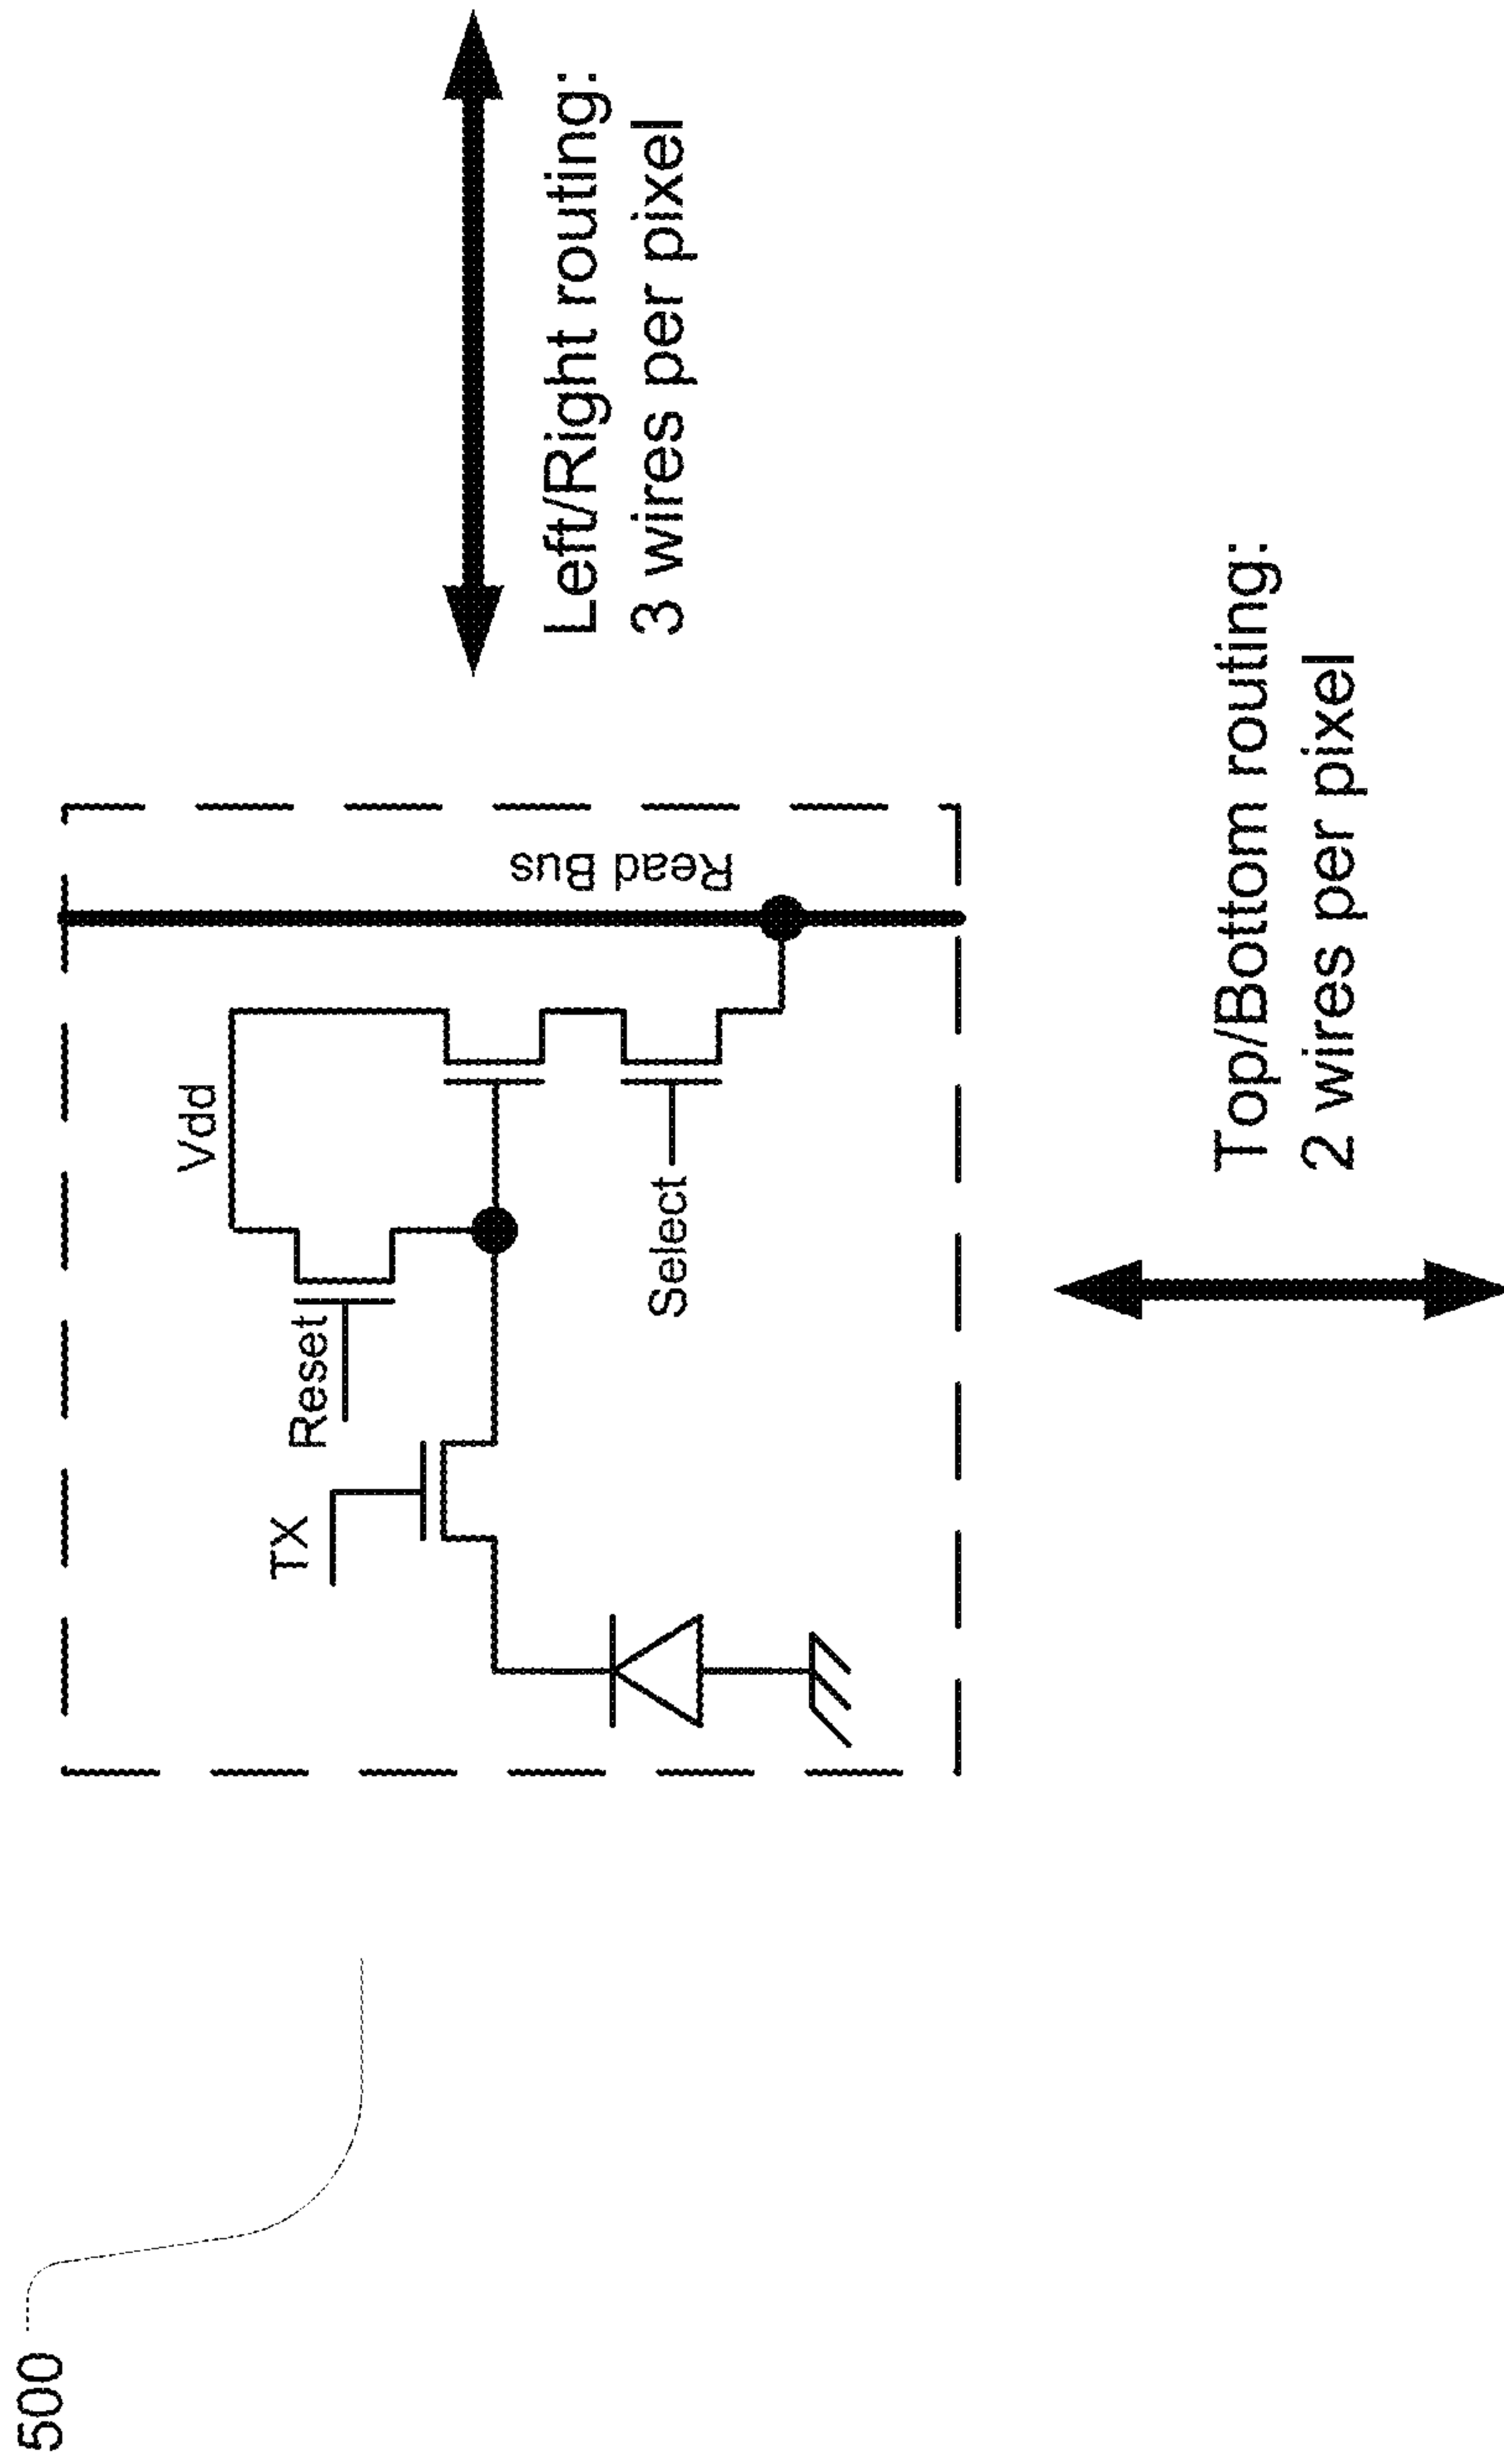 500
TX
Reset
Vdd
Select
Read Bus
Left/Right routing:
3 wires per pixel
Top/Bottom routing:
2 wires per pixel